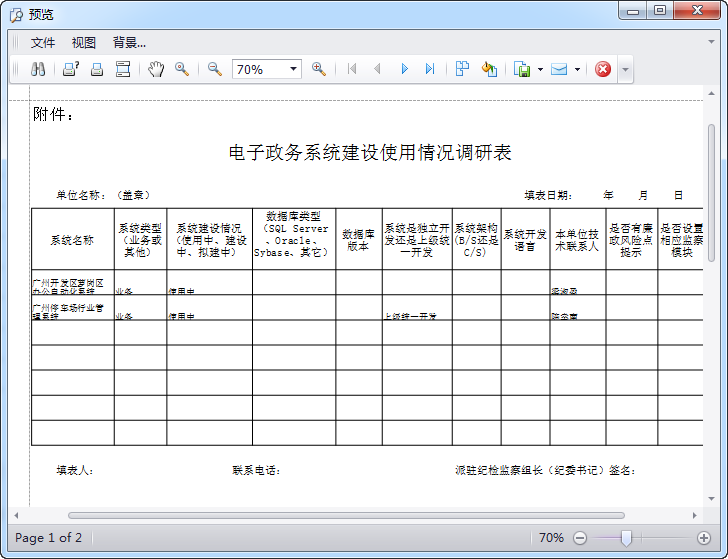 预览
文件 视图 背景...
70%
附件：
电子政务系统建设使用情况调研表
单位名称：（盖章） 填表日期： 年 月 日
系统名称
系统类型
（业务或
其他）
系统建设情况
（使用中、建设
中、拟建中）
数据库类型
（SQL Server
、Oracle、
Sybase、其它）
数据库
版本
系统是独立开
发还是上级统
一开发
系统架构
(B/S还是
C/S)
系统开发
语言
本单位技
术联系人
是否有廉
政风险点
提示
是否设置
相应监察
模块
广州开发区萝岗区
办公自动化系统
业务
使用中
广州停车场行业管
理系统
业务
使用中
上级统一开发
填表人： 联系电话： 派驻纪检监察组长（纪委书记）签名：
Page 1 of 2 70%